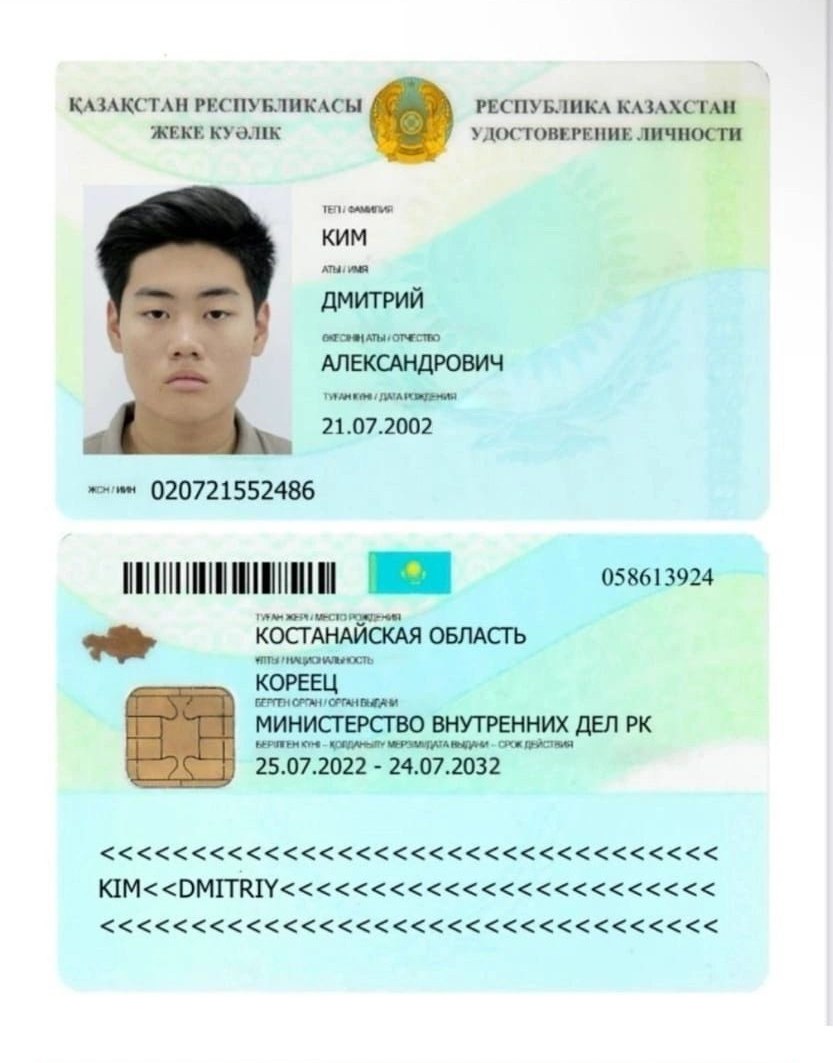 ҚАЗАҚСТАН РЕСПУБЛИКАСЫ
ЖЕКЕ КУӘЛІК
РЕСПУБЛИКА КАЗАХСТАН
УДОСТОВЕРЕНИЕ ЛИЧНОСТИ
ТЕГІ / ФАМИЛИЯ
КИМ
АТЫ / ИМЯ
ДМИТРИЙ
ӘКЕСІНІҢ АТЫ / ОТЧЕСТВО
АЛЕКСАНДРОВИЧ
ТУҒАН КҮНІ / ДАТА РОЖДЕНИЯ
21.07.2002
ЖСН / ИИН 020721552486
058613924
ТУҒАН ЖЕРІ / МЕСТО РОЖДЕНИЯ
КОСТАНАЙСКАЯ ОБЛАСТЬ
ҰЛТЫ / НАЦИОНАЛЬНОСТЬ
КОРЕЕЦ
БЕРГЕН ОРГАН / ОРГАН ВЫДАЧИ
МИНИСТЕРСТВО ВНУТРЕННИХ ДЕЛ РК
БЕРІЛГЕН КҮНІ – ҚОЛДАНЫЛУ МЕРЗІМІ/ДАТА ВЫДАЧИ – СРОК ДЕЙСТВИЯ
25.07.2022 - 24.07.2032
<<<<<<<<<<<<<<<<<<<<<<<<<<<<<<<<<<
KIM<<DMITRIY<<<<<<<<<<<<<<<<<<<<<<<<
<<<<<<<<<<<<<<<<<<<<<<<<<<<<<<<<<<